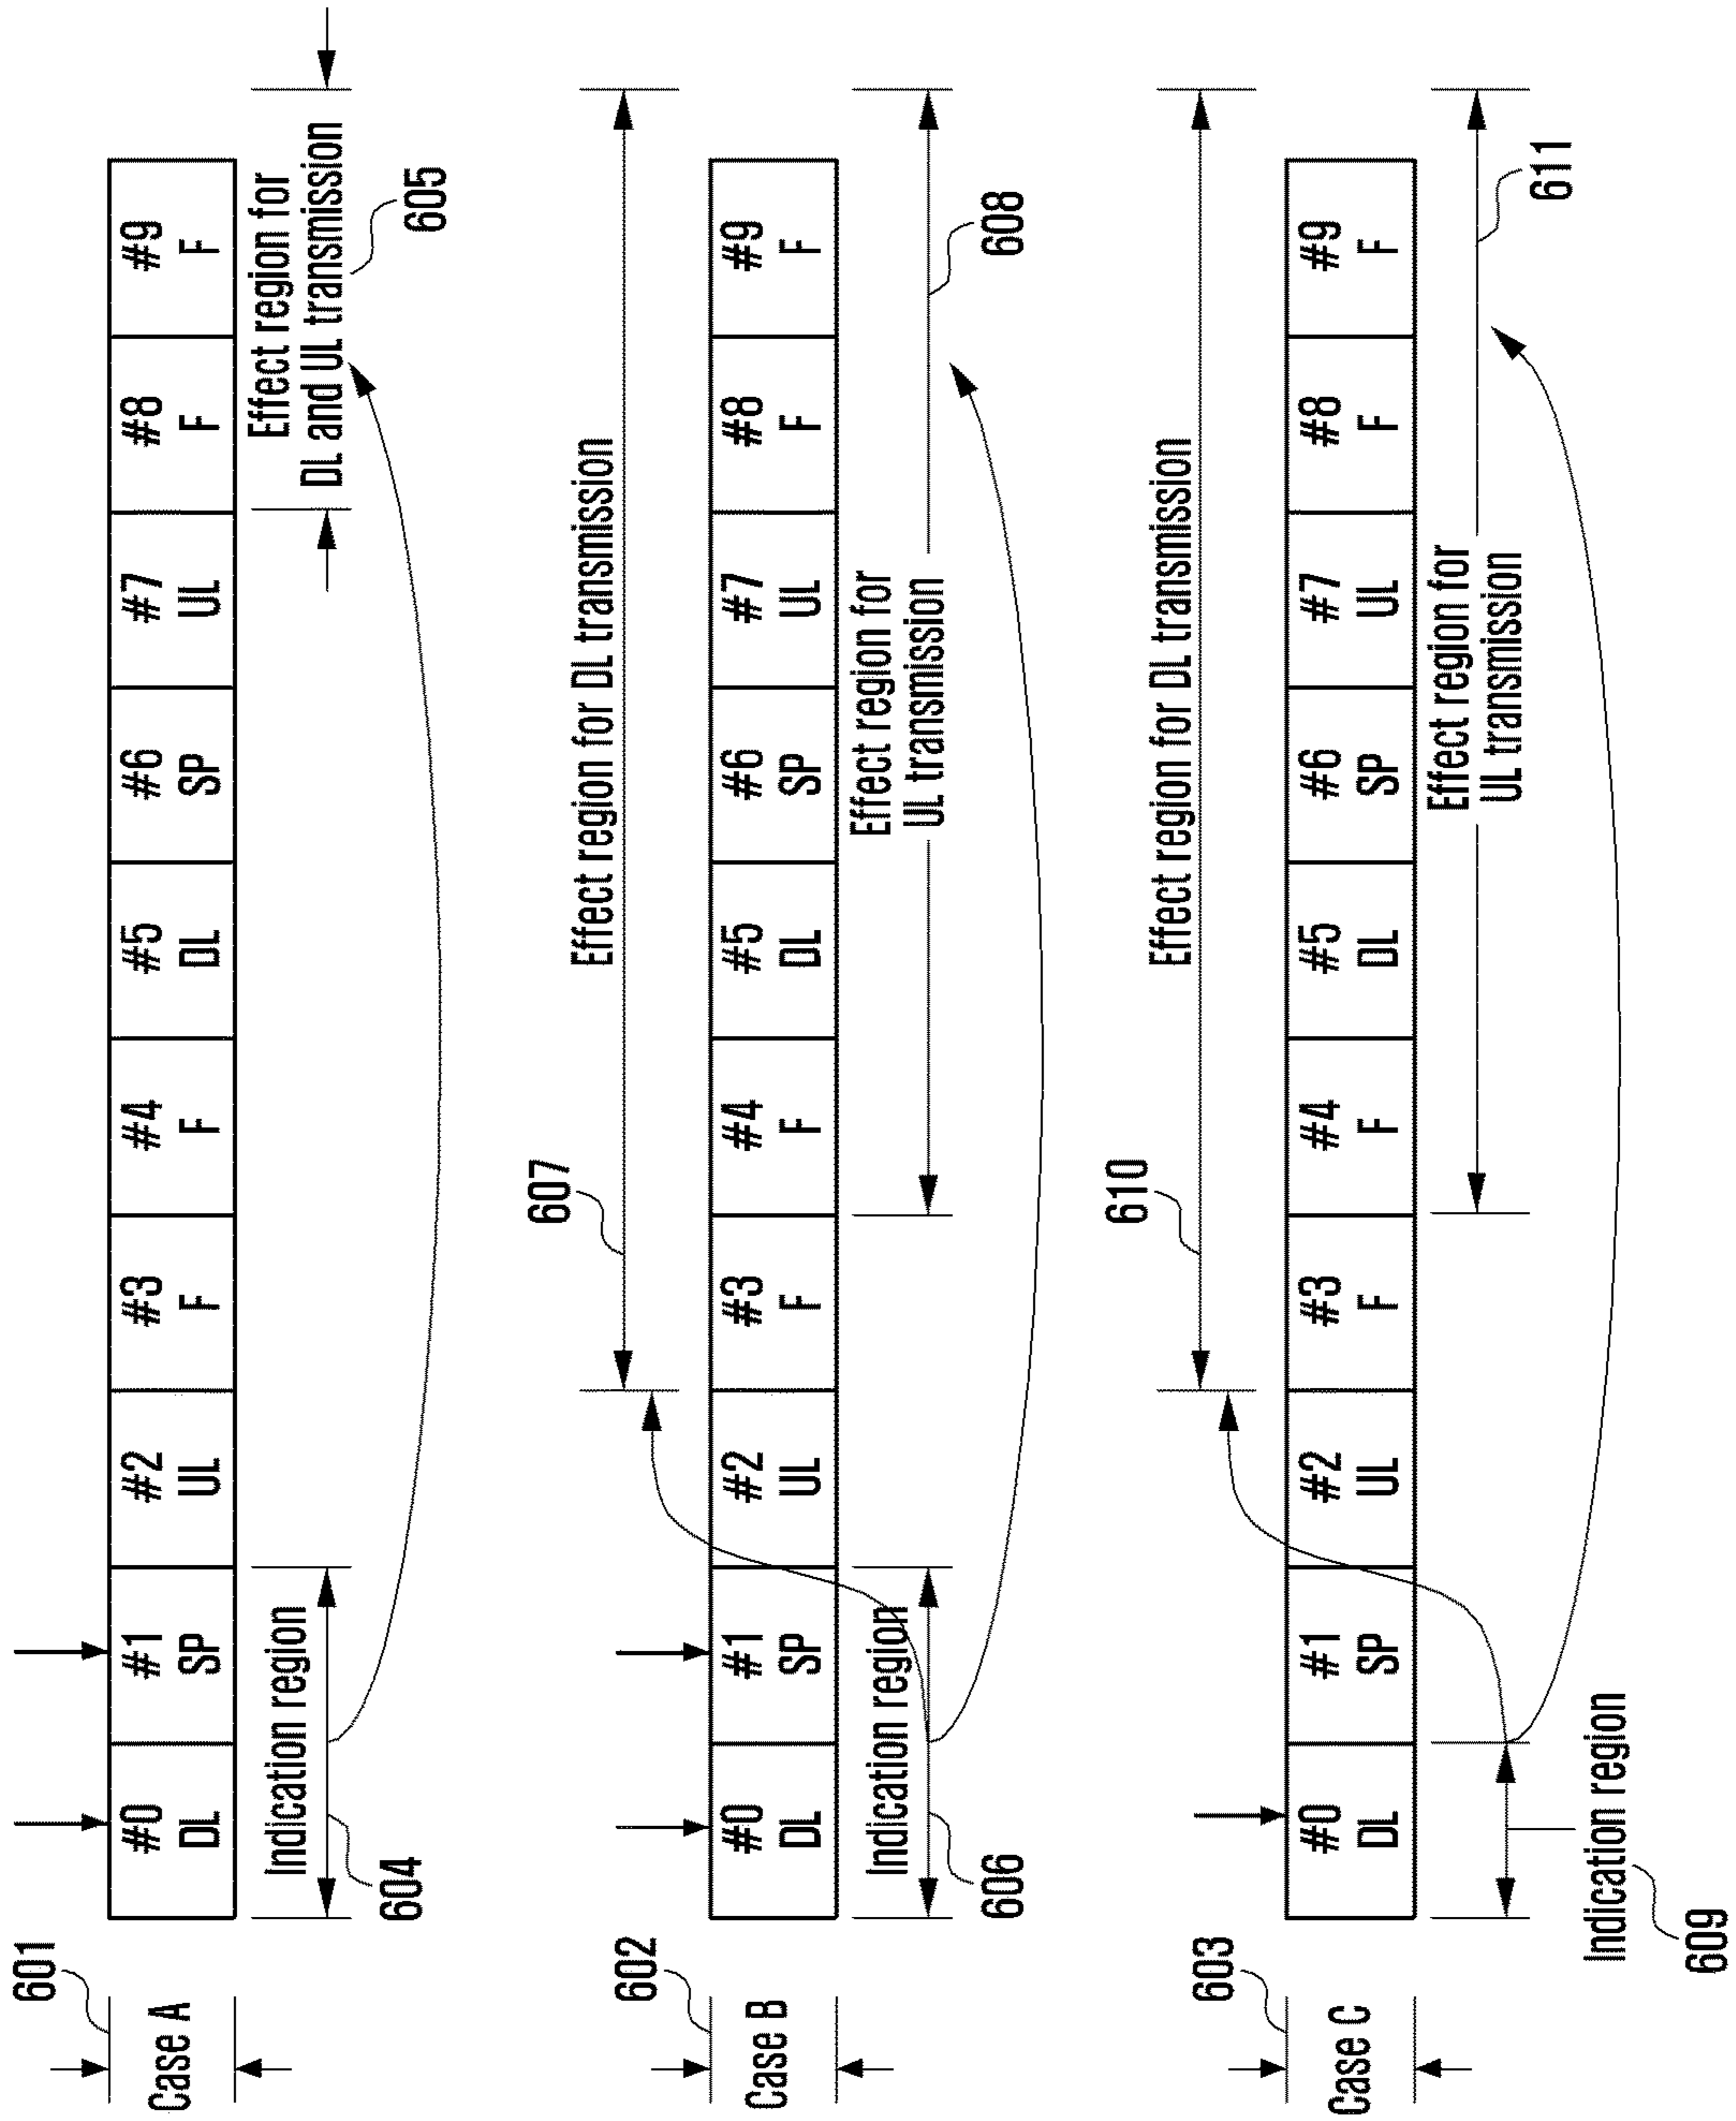 601
Case A
#0 #1 #2 #3 #4 #5 #6 #7 #8 #9
DL SP UL F F DL SP UL F F
Indication region
604
Effect region for
DL and UL transmission
605
607
Effect region for DL transmission
602
Case B
#0 #1 #2 #3 #4 #5 #6 #7 #8 #9
DL SP UL F F DL SP UL F F
Indication region
606
Effect region for
UL transmission
608
610
Effect region for DL transmission
603
Case C
#0 #1 #2 #3 #4 #5 #6 #7 #8 #9
DL SP UL F F DL SP UL F F
Effect region for
UL transmission
611
Indication region
609